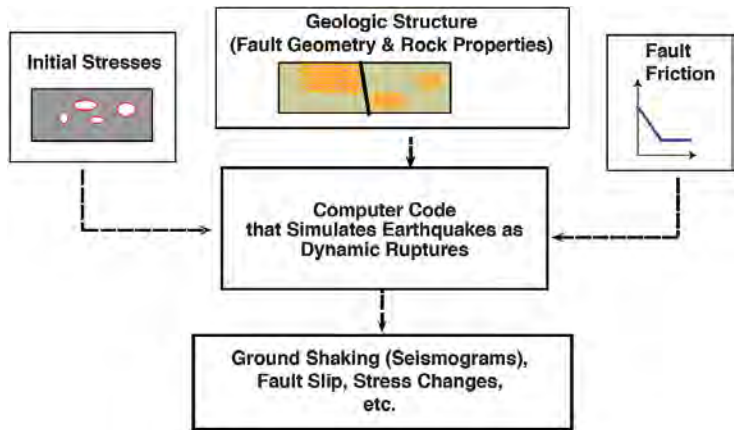 Initial Stresses
Geologic Structure
(Fault Geometry & Rock Properties)
Fault
Friction
Computer Code
that Simulates Earthquakes as
Dynamic Ruptures
Ground Shaking (Seismograms),
Fault Slip, Stress Changes,
etc.